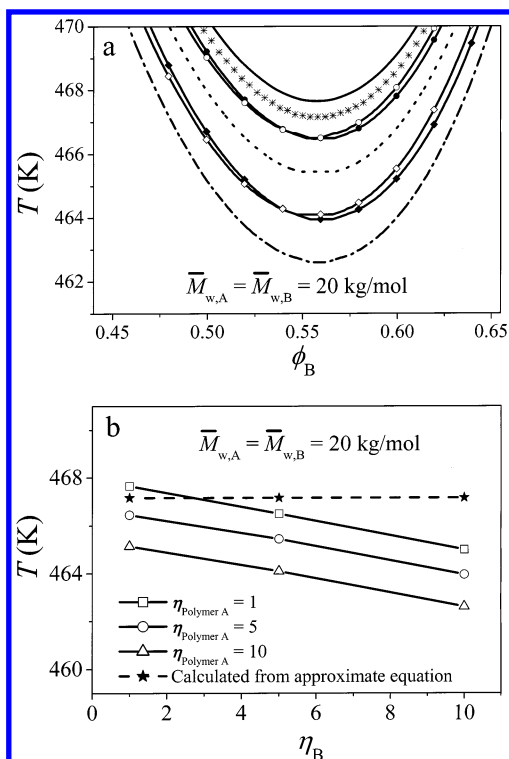 a
470
468
466
464
462
T (K)
M̅w,A = M̅w,B = 20 kg/mol
0.45 0.50 0.55 0.60 0.65
ϕB
b
M̅w,A = M̅w,B = 20 kg/mol
468
464
460
T (K)
ηPolymer A = 1
ηPolymer A = 5
ηPolymer A = 10
Calculated from approximate equation
0 2 4 6 8 10
ηB